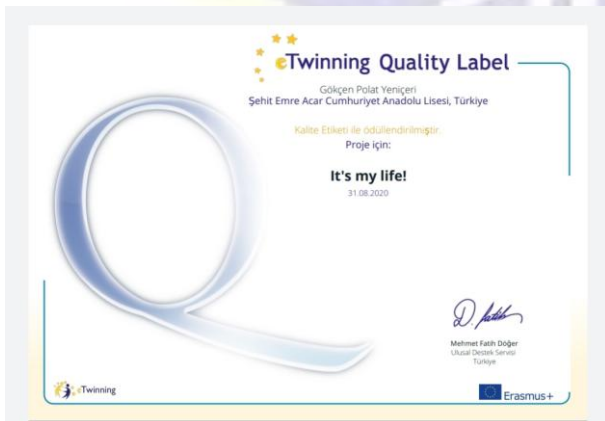 eTwinning Quality Label
Gökçen Polat Yeniçeri
Şehit Emre Acar Cumhuriyet Anadolu Lisesi, Türkiye
Kalite Etiketi ile ödüllendirilmiştir.
Proje için:
It's my life!
31.08.2020
D. fatih
Mehmet Fatih Döğer
Ulusal Destek Servisi
Türkiye
eTwinning
Erasmus+